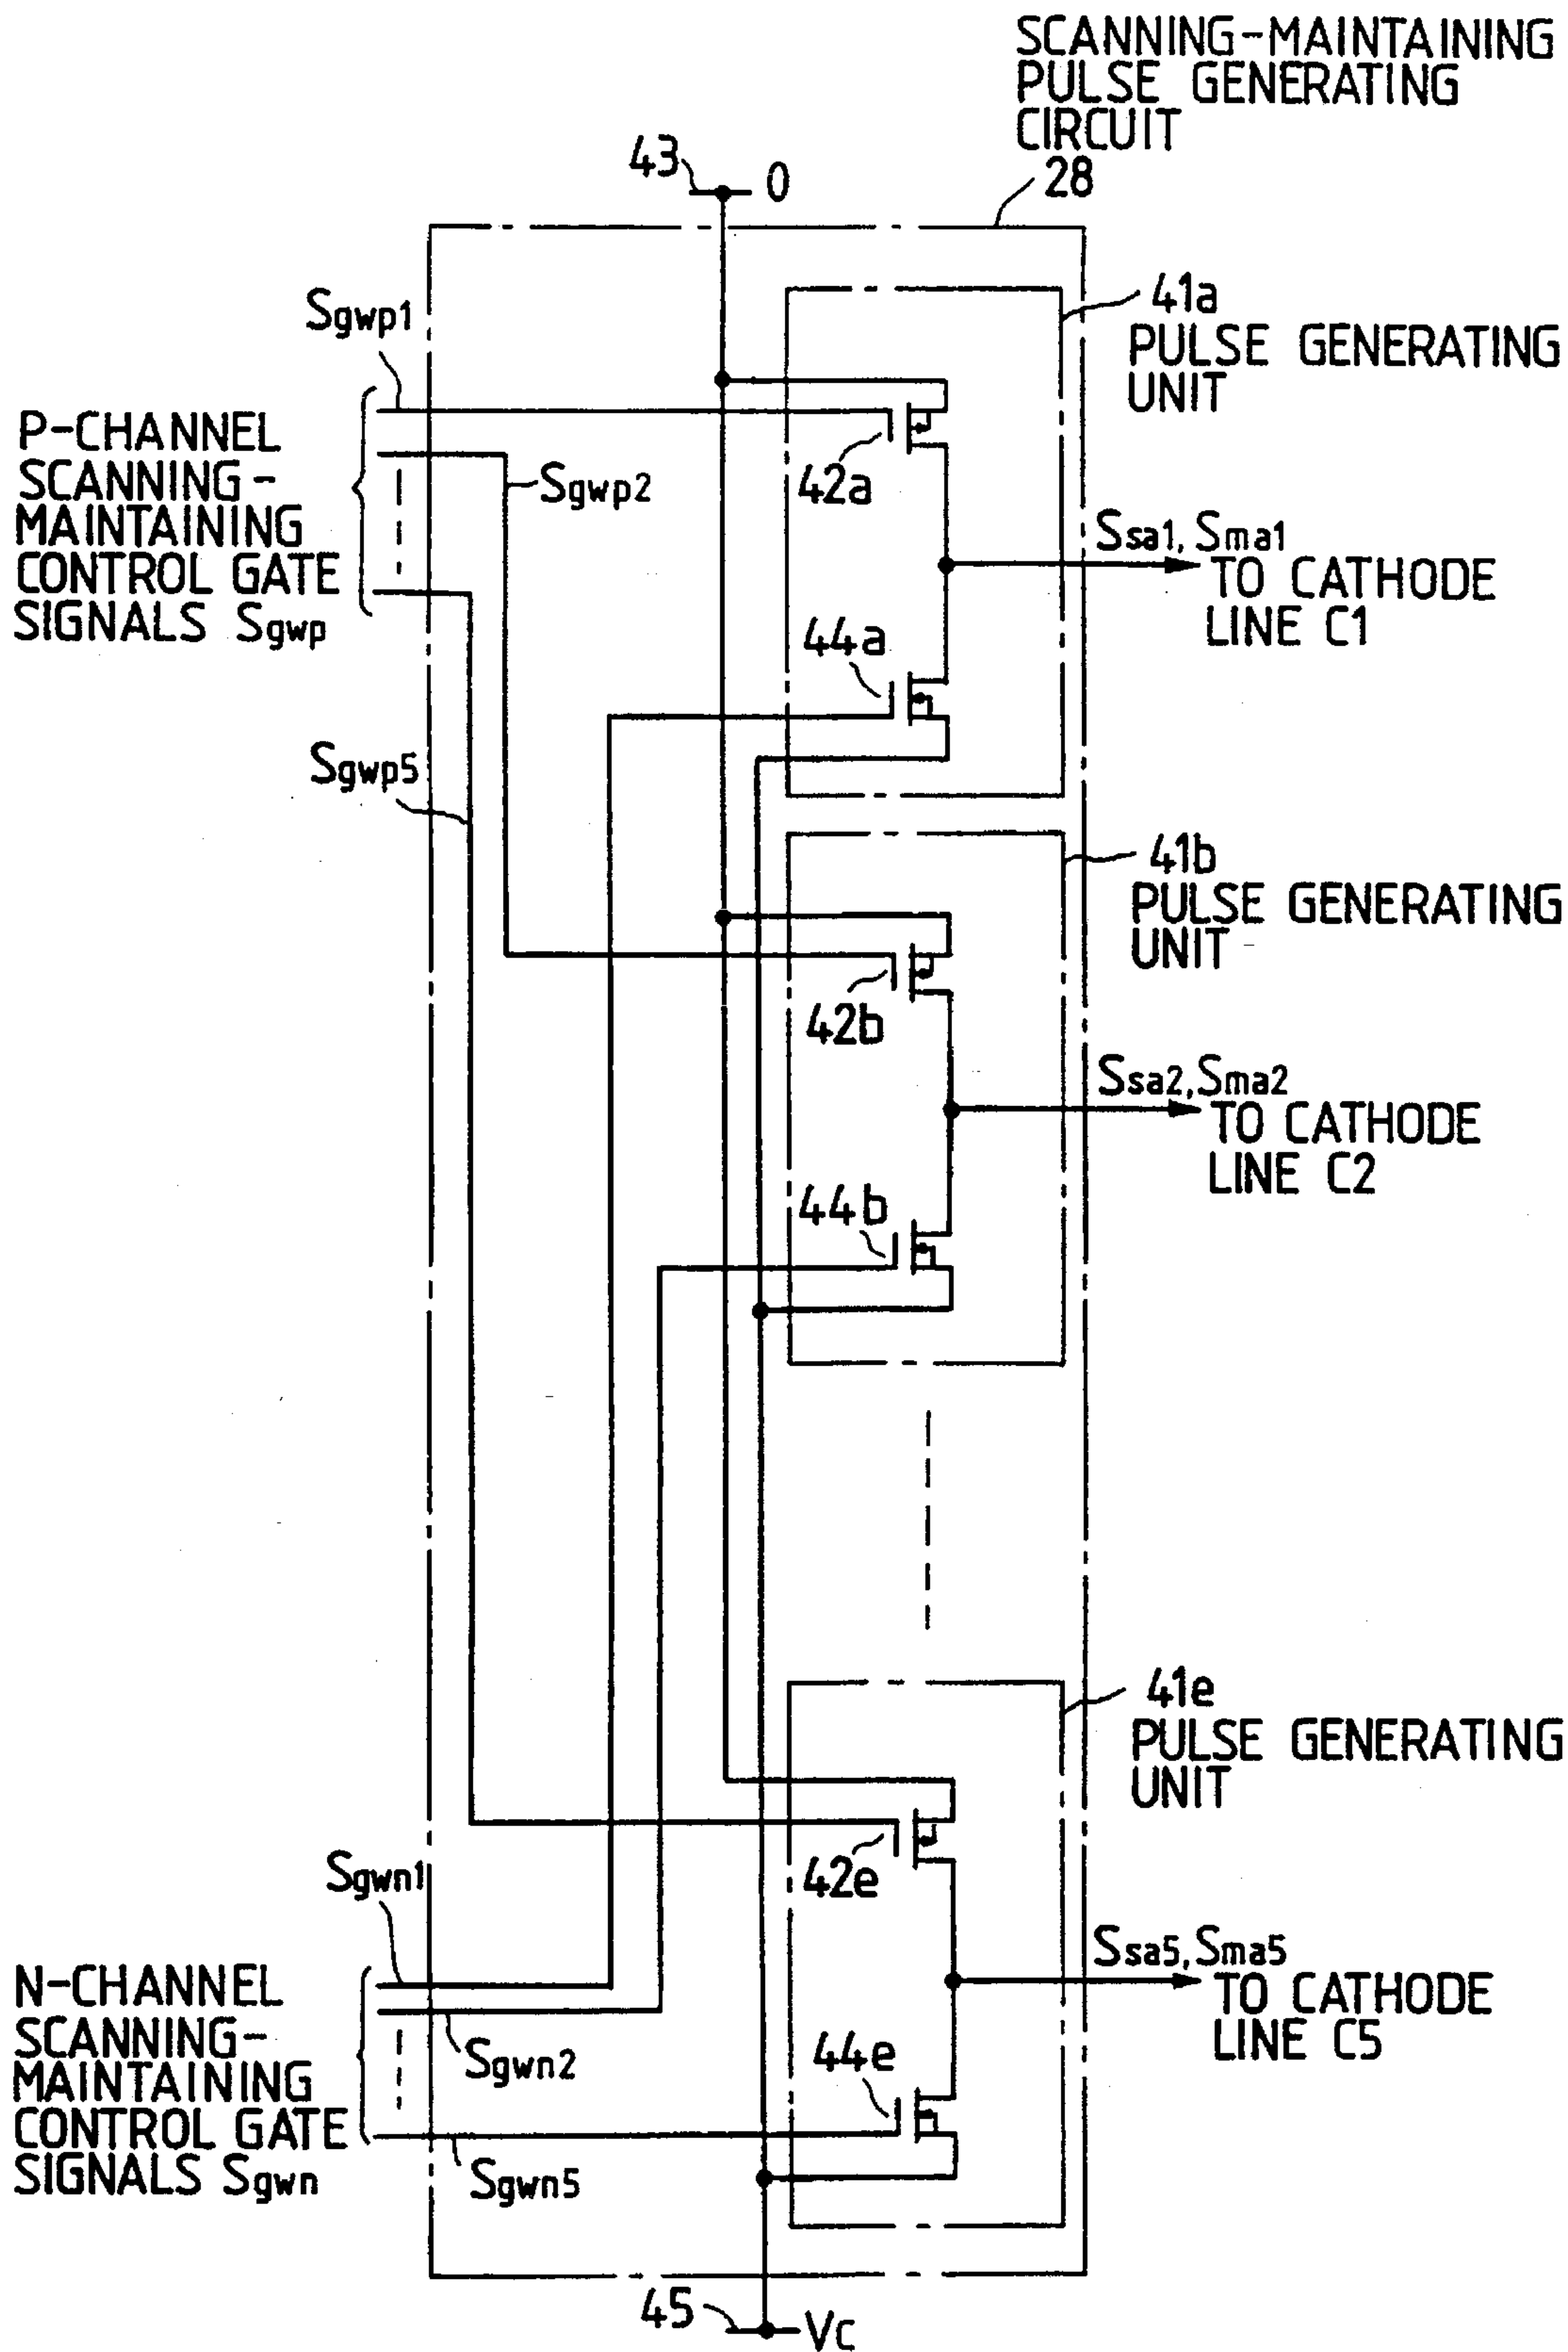 SCANNING-MAINTAINING
PULSE GENERATING
CIRCUIT
28
43
0
Sgwp1
41a
PULSE GENERATING
UNIT
P-CHANNEL
SCANNING-
MAINTAINING
CONTROL GATE
SIGNALS Sgwp
Sgwp2
42a
Ssa1, Sma1
TO CATHODE
LINE C1
44a
Sgwp5
41b
PULSE GENERATING
UNIT
42b
Ssa2, Sma2
TO CATHODE
LINE C2
44b
41e
PULSE GENERATING
UNIT
42e
Sgwn1
Ssa5, Sma5
TO CATHODE
LINE C5
N-CHANNEL
SCANNING-
MAINTAINING
CONTROL GATE
SIGNALS Sgwn
Sgwn2
44e
Sgwn5
45
Vc